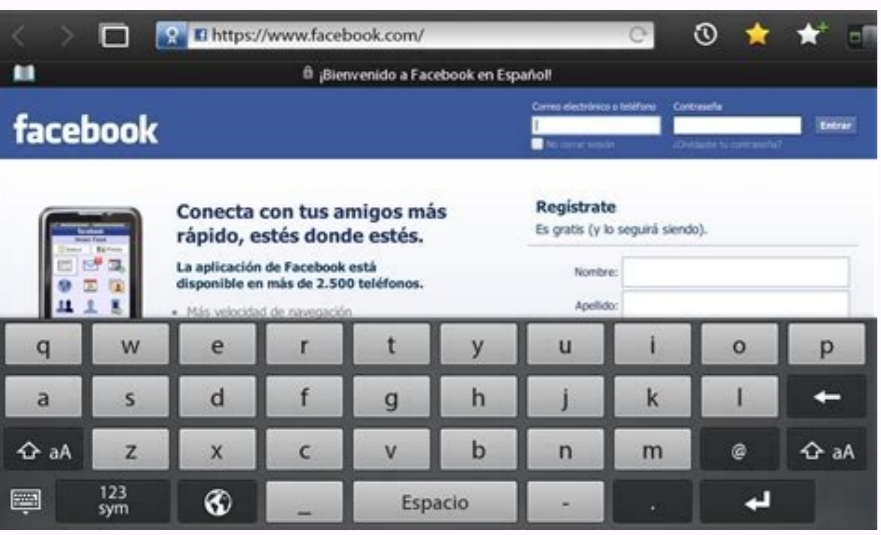 https://www.facebook.com/
¡Bienvenido a Facebook en Español!
facebook
Correo electrónico o teléfono
Contraseña
Entrar
No cerrar sesión
¿Olvidaste tu contraseña?
Conecta con tus amigos más
rápido, estés donde estés.
La aplicación de Facebook está
disponible en más de 2.500 teléfonos.
• Más velocidad de navegación
Regístrate
Es gratis (y lo seguirá siendo).
Nombre:
Apellido:
q w e r t y u i o p
a s d f g h j k l
aA z x c v b n m @ aA
123
sym
_ Espacio - .